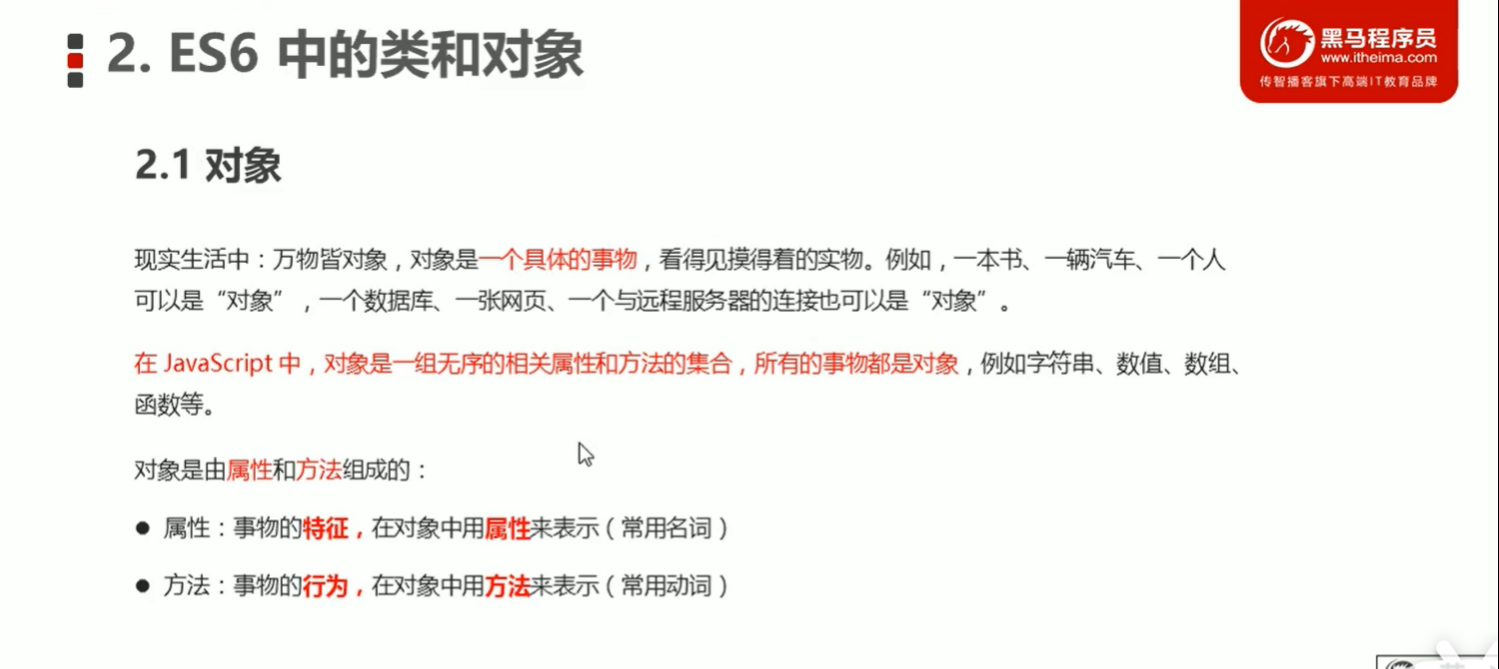 2. ES6 中的类和对象
黑马程序员
www.itheima.com
传智播客旗下高端IT教育品牌
2.1 对象
现实生活中：万物皆对象，对象是一个具体的事物，看得见摸得着的实物。例如，一本书、一辆汽车、一个人
可以是“对象”，一个数据库、一张网页、一个与远程服务器的连接也可以是“对象”。
在 JavaScript 中，对象是一组无序的相关属性和方法的集合，所有的事物都是对象，例如字符串、数值、数组、
函数等。
对象是由属性和方法组成的：
● 属性：事物的特征，在对象中用属性来表示（常用名词）
● 方法：事物的行为，在对象中用方法来表示（常用动词）